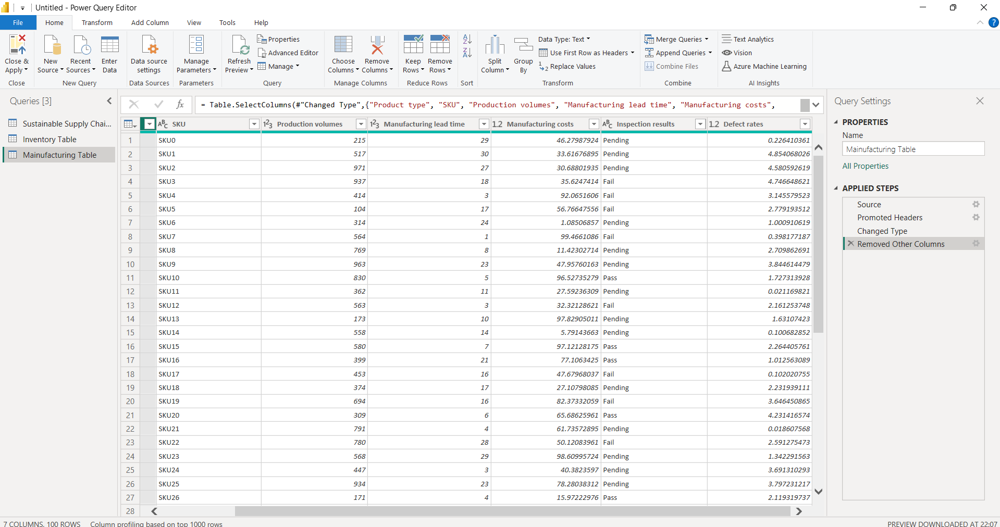 Untitled - Power Query Editor
File Home Transform Add Column View Tools Help
Close & Apply
New Source
Recent Sources
Enter Data
Data source settings
Manage Parameters
Refresh Preview
Properties
Advanced Editor
Manage
Choose Columns
Remove Columns
Keep Rows
Remove Rows
Split Column
Group By
Data Type: Text
Use First Row as Headers
Replace Values
Merge Queries
Append Queries
Combine Files
Text Analytics
Vision
Azure Machine Learning
Close New Query Data Sources Parameters Query Manage Columns Reduce Rows Sort Transform Combine AI Insights
Queries [3]
Sustainable Supply Chai...
Inventory Table
Mainufacturing Table
fx = Table.SelectColumns(#"Changed Type",{"Product type", "SKU", "Production volumes", "Manufacturing lead time", "Manufacturing costs",
ABC SKU 123 Production volumes 123 Manufacturing lead time 1.2 Manufacturing costs ABC Inspection results 1.2 Defect rates
1 SKU0 215 29 46.27987924 Pending 0.226410361
2 SKU1 517 30 33.61676895 Pending 4.854068026
3 SKU2 971 27 30.68801935 Pending 4.580592619
4 SKU3 937 18 35.6247414 Fail 4.746648621
5 SKU4 414 3 92.0651606 Fail 3.145579523
6 SKU5 104 17 56.76647556 Fail 2.779193512
7 SKU6 314 24 1.08506857 Pending 1.000910619
8 SKU7 564 1 99.4661086 Fail 0.398177187
9 SKU8 769 8 11.42302714 Pending 2.709862691
10 SKU9 963 23 47.95760163 Pending 3.844614479
11 SKU10 830 5 96.52735279 Pass 1.727313928
12 SKU11 362 11 27.59236309 Pending 0.021169821
13 SKU12 563 3 32.32128621 Fail 2.161253748
14 SKU13 173 10 97.82905011 Pending 1.63107423
15 SKU14 558 14 5.79143663 Pending 0.100682852
16 SKU15 580 7 97.12128175 Pass 2.264405761
17 SKU16 399 21 77.1063425 Pass 1.012563089
18 SKU17 453 16 47.67968037 Fail 0.102020755
19 SKU18 374 17 27.10798085 Pending 2.231939111
20 SKU19 694 16 82.37332059 Fail 3.646450865
21 SKU20 309 6 65.68625961 Pass 4.231416574
22 SKU21 791 4 61.73572895 Pending 0.018607568
23 SKU22 780 28 50.12083961 Fail 2.591275473
24 SKU23 568 29 98.60995724 Pending 1.342291563
25 SKU24 447 3 40.3823597 Pending 3.691310293
26 SKU25 934 23 78.28038312 Pending 3.797231217
27 SKU26 171 4 15.97222976 Pass 2.119319737
28
Query Settings
PROPERTIES
Name
Mainufacturing Table
All Properties
APPLIED STEPS
Source
Promoted Headers
Changed Type
Removed Other Columns
7 COLUMNS, 100 ROWS Column profiling based on top 1000 rows PREVIEW DOWNLOADED AT 22:07